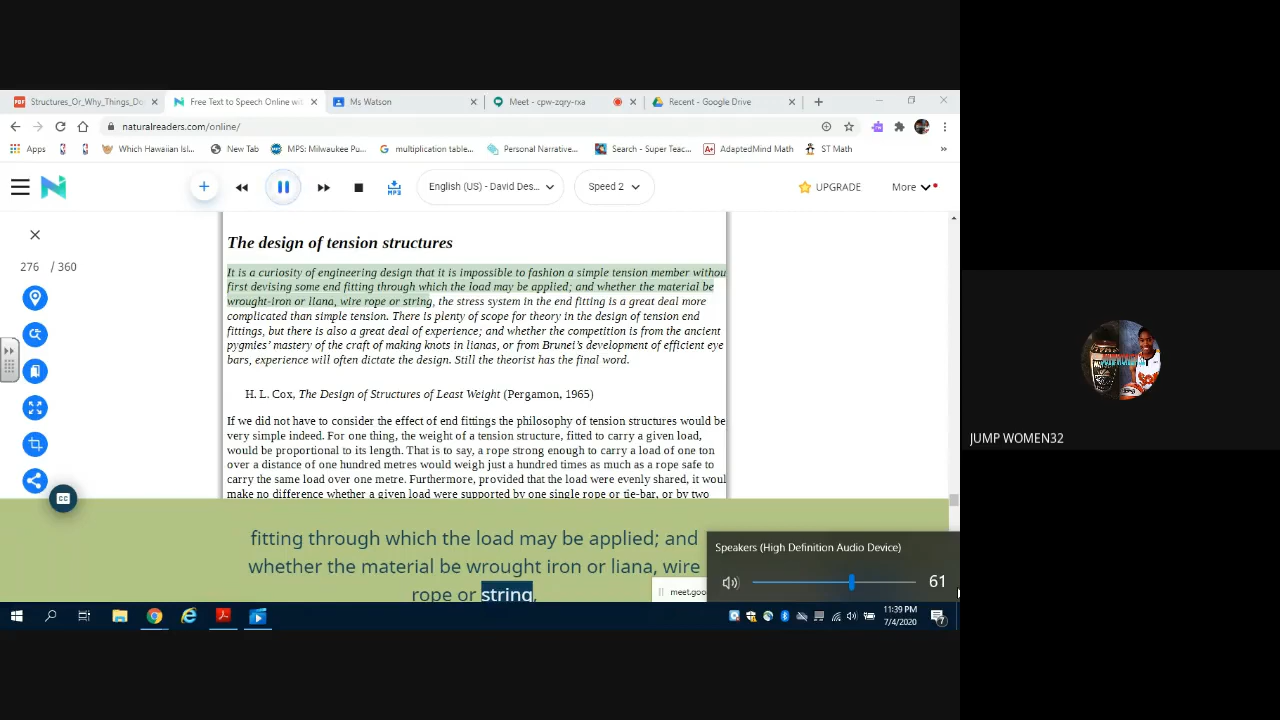 Structures_Or_Why_Things_Do
Free Text to Speech Online wit
Ms Watson
Meet - cpw-zqry-rxa
Recent - Google Drive
naturalreaders.com/online/
Apps
Which Hawaiian Isl...
New Tab
MPS: Milwaukee Pu...
multiplication table...
Personal Narrative...
Search - Super Teac...
AdaptedMind Math
ST Math
»
MP3
English (US) - David Des...
Speed 2
UPGRADE
More
276 / 360
The design of tension structures
It is a curiosity of engineering design that it is impossible to fashion a simple tension member withou
first devising some end fitting through which the load may be applied; and whether the material be
wrought-iron or liana, wire rope or string, the stress system in the end fitting is a great deal more
complicated than simple tension. There is plenty of scope for theory in the design of tension end
fittings, but there is also a great deal of experience; and whether the competition is from the ancient
pygmies' mastery of the craft of making knots in lianas, or from Brunel's development of efficient eye
bars, experience will often dictate the design. Still the theorist has the final word.
H. L. Cox, The Design of Structures of Least Weight (Pergamon, 1965)
If we did not have to consider the effect of end fittings the philosophy of tension structures would be
very simple indeed. For one thing, the weight of a tension structure, fitted to carry a given load,
would be proportional to its length. That is to say, a rope strong enough to carry a load of one ton
over a distance of one hundred metres would weigh just a hundred times as much as a rope safe to
carry the same load over one metre. Furthermore, provided that the load were evenly shared, it woul
make no difference whether a given load were supported by one single rope or tie-bar, or by two
CC
fitting through which the load may be applied; and
whether the material be wrought iron or liana, wire
rope or string,
Speakers (High Definition Audio Device)
61
meet.goo
11:39 PM
7/4/2020
JUMP WOMEN32